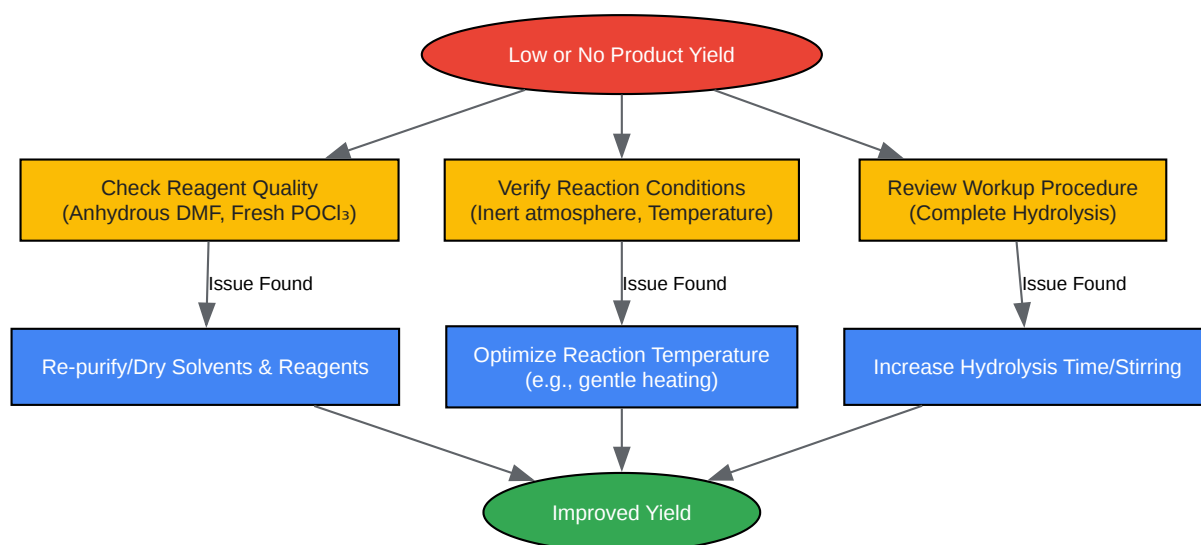 Low or No Product Yield
Check Reagent Quality
(Anhydrous DMF, Fresh POCl₃)
Verify Reaction Conditions
(Inert atmosphere, Temperature)
Review Workup Procedure
(Complete Hydrolysis)
Issue Found
Issue Found
Issue Found
Re-purify/Dry Solvents & Reagents
Optimize Reaction Temperature
(e.g., gentle heating)
Increase Hydrolysis Time/Stirring
Improved Yield